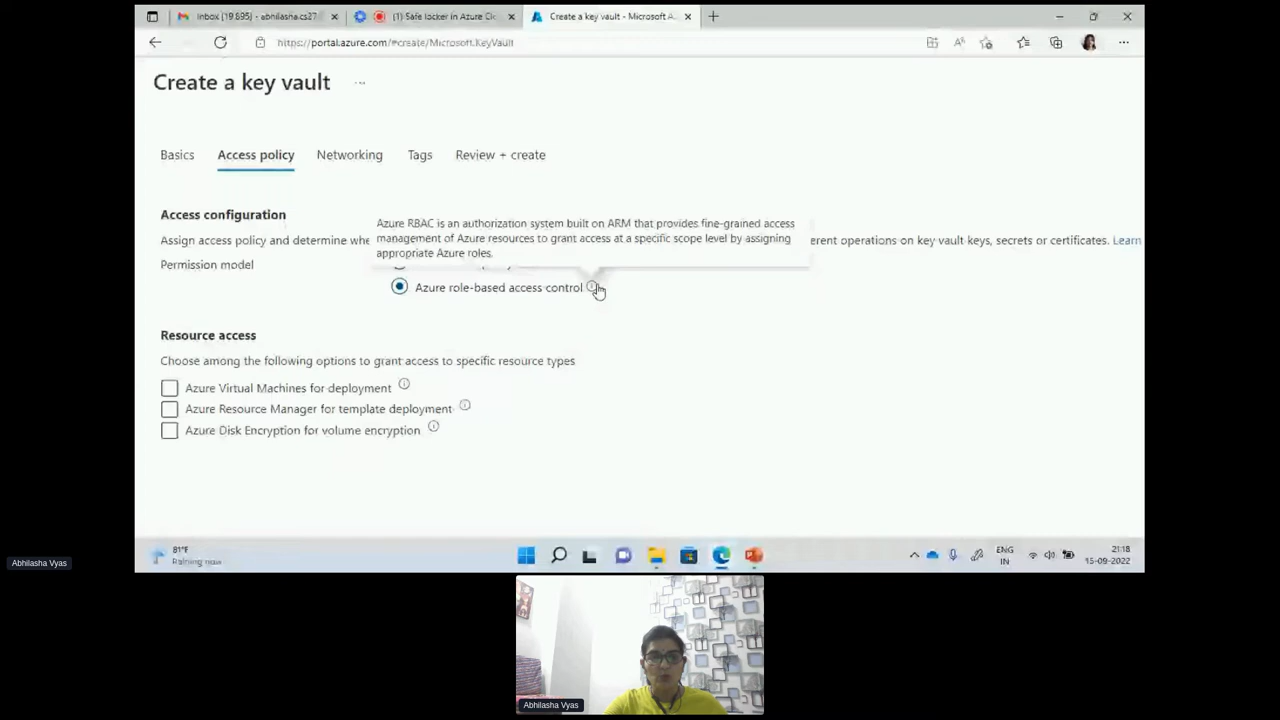 Inbox (19,895) - abhilasha.cs27
(1) Safe locker in Azure Clo
Create a key vault - Microsoft A
https://portal.azure.com/#create/Microsoft.KeyVault
Create a key vault ...
Basics Access policy Networking Tags Review + create
Access configuration
Azure RBAC is an authorization system built on ARM that provides fine-grained access
management of Azure resources to grant access at a specific scope level by assigning
appropriate Azure roles.
Assign access policy and determine whe
erent operations on key vault keys, secrets or certificates. Learn
Permission model
Azure role-based access control
Resource access
Choose among the following options to grant access to specific resource types
Azure Virtual Machines for deployment
Azure Resource Manager for template deployment
Azure Disk Encryption for volume encryption
81°F
Raining now
ENG
IN
21:18
15-09-2022
Abhilasha Vyas
Abhilasha Vyas